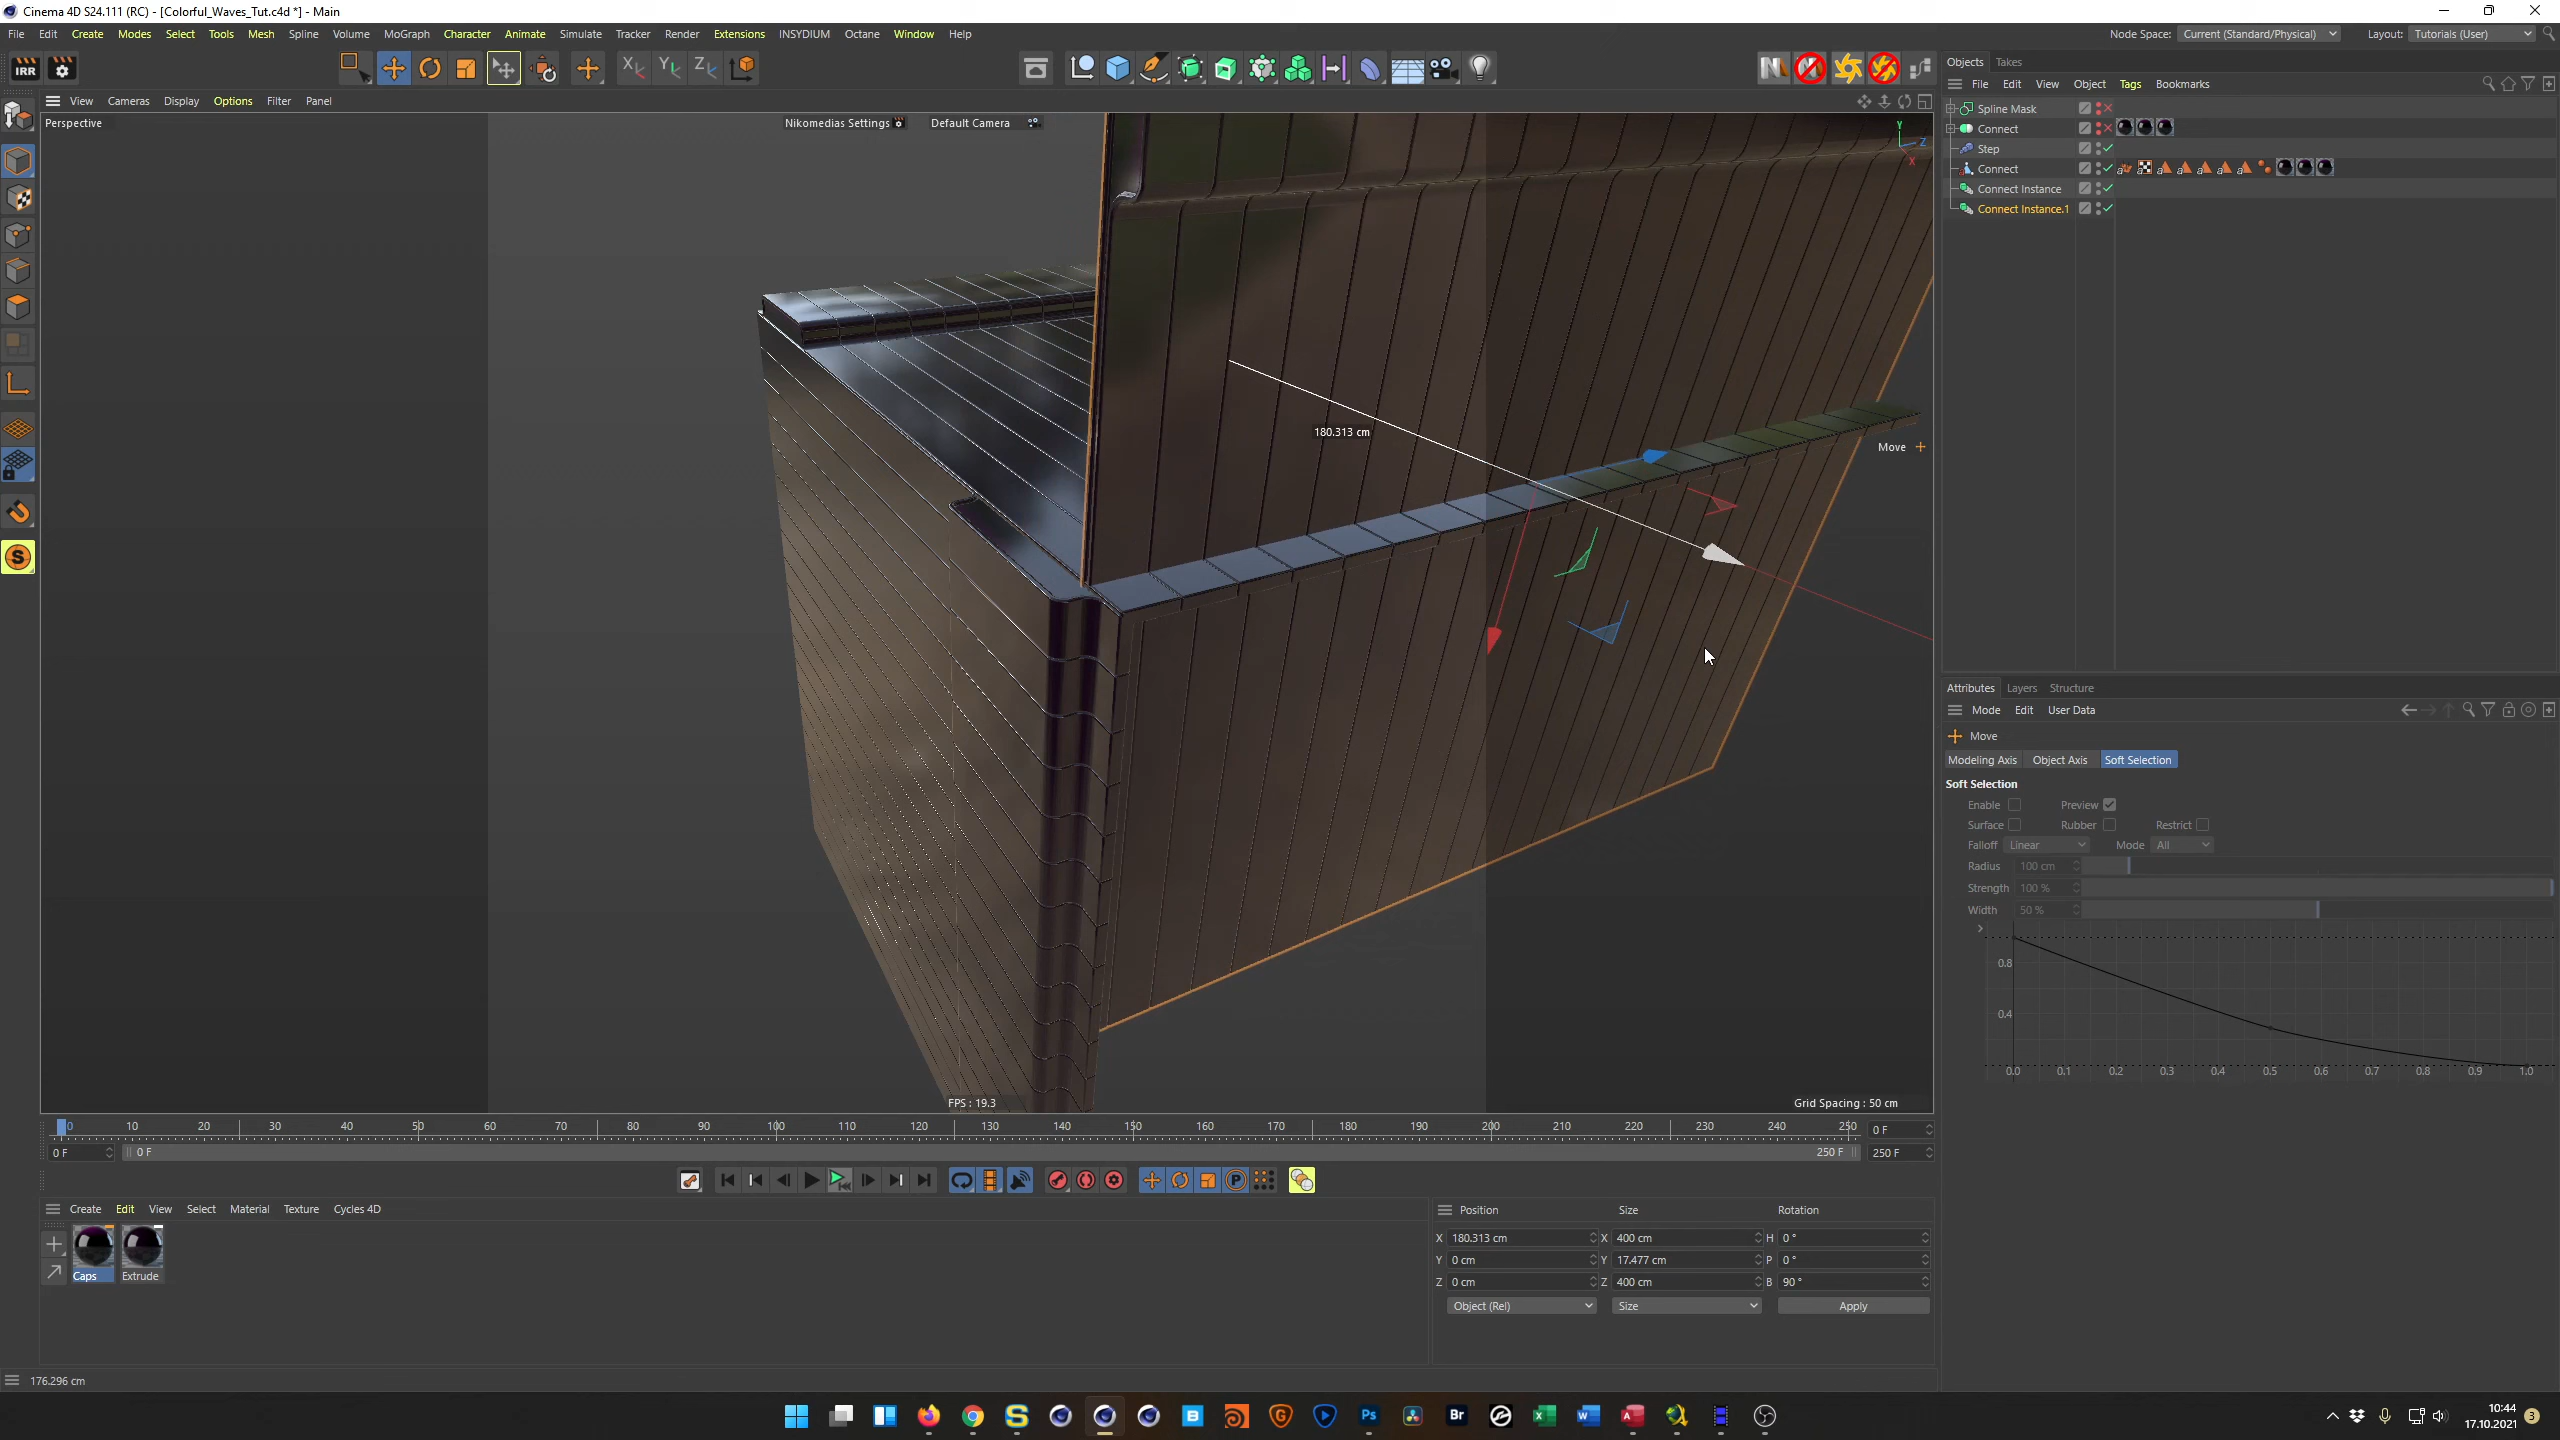 Cinema 4D S24.111 (RC) - [Colorful_Waves_Tut.c4d *] - Main
File Edit Create Modes Select Tools Mesh Spline Volume MoGraph Character Animate Simulate Tracker Render Extensions INSYDIUM Octane Window Help
Node Space: Current (Standard/Physical) Layout: Tutorials (User)
IRR
Objects Takes
File Edit View Object Tags Bookmarks
View Cameras Display Options Filter Panel
Perspective
Nikomedias Settings
Default Camera
Spline Mask
Connect
Step
Connect
Connect Instance
Connect Instance.1
180.313 cm
Move
FPS : 19.3
Grid Spacing : 50 cm
Attributes Layers Structure
Mode Edit User Data
Move
Modeling Axis Object Axis Soft Selection
Soft Selection
Enable Preview
Surface Rubber Restrict
Falloff Linear Mode All
Radius 100 cm
Strength 100 %
Width 50 %
0.8
0.4
0.0 0.1 0.2 0.3 0.4 0.5 0.6 0.7 0.8 0.9 1.0
0 10 20 30 40 50 60 70 80 90 100 110 120 130 140 150 160 170 180 190 200 210 220 230 240 250 0 F
0 F 0 F 250 F 250 F
Create Edit View Select Material Texture Cycles 4D
Caps Extrude
Position Size Rotation
X 180.313 cm X 400 cm H 0 °
Y 0 cm Y 17.477 cm P 0 °
Z 0 cm Z 400 cm B 90 °
Object (Rel) Size Apply
176.296 cm
Ps Br
10:44
17.10.2021
3